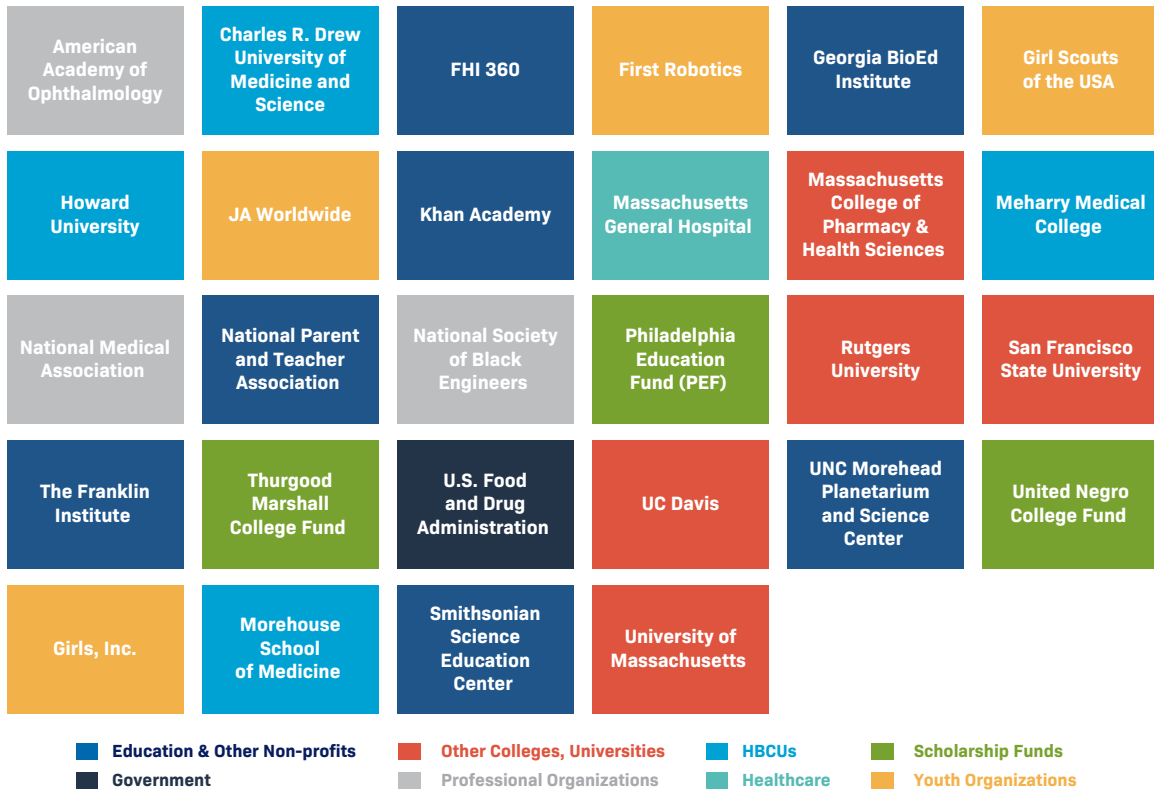 American
Academy of
Ophthalmology
Charles R. Drew
University of
Medicine and
Science
FHI 360
First Robotics
Georgia BioEd
Institute
Girl Scouts
of the USA
Howard
University
JA Worldwide
Khan Academy
Massachusetts
General Hospital
Massachusetts
College of
Pharmacy &
Health Sciences
Meharry Medical
College
National Medical
Association
National Parent
and Teacher
Association
National Society
of Black
Engineers
Philadelphia
Education
Fund (PEF)
Rutgers
University
San Francisco
State University
The Franklin
Institute
Thurgood
Marshall
College Fund
U.S. Food
and Drug
Administration
UC Davis
UNC Morehead
Planetarium
and Science
Center
United Negro
College Fund
Girls, Inc.
Morehouse
School
of Medicine
Smithsonian
Science
Education
Center
University of
Massachusetts
Education & Other Non-profits
Other Colleges, Universities
HBCUs
Scholarship Funds
Government
Professional Organizations
Healthcare
Youth Organizations